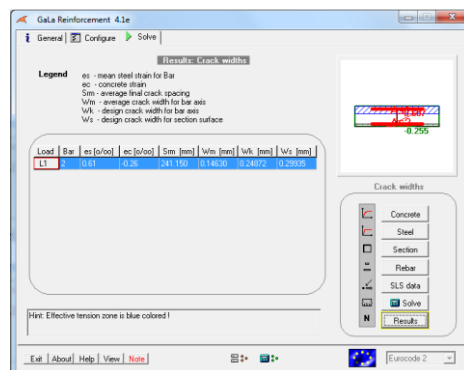 GaLa Reinforcement 4.1e
General Configure Solve
Results: Crack widths
Legend es - mean steel strain for Bar
ec - concrete strain
Srm - average final crack spacing
Wm - average crack width for bar axis
Wk - design crack width for bar axis
Ws - design crack width for section surface
-0.255
Load Bar es [o/oo] ec [o/oo] Srm [mm] Wm [mm] Wk [mm] Ws [mm]
L1 2 0.61 -0.26 241.150 0.14630 0.24872 0.29935
Crack widths
Concrete
Steel
Section
Rebar
SLS data
Solve
N Results
Hint: Effective tension zone is blue colored !
Exit About Help View Note Eurocode 2